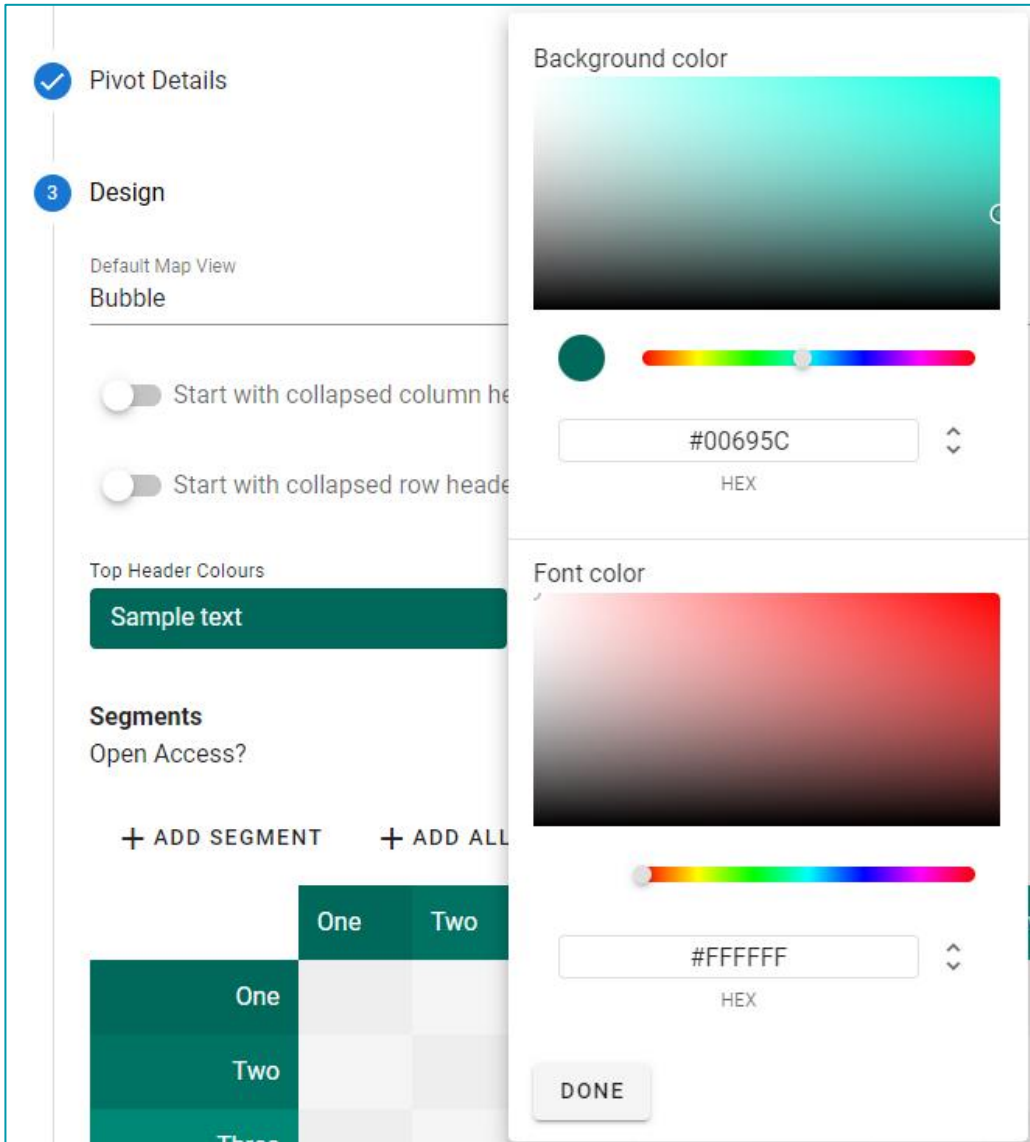 Pivot Details
3
Design
Default Map View
Bubble
Start with collapsed column he
Start with collapsed row heade
Top Header Colours
Sample text
Segments
Open Access?
+ ADD SEGMENT
+ ADD ALL
One Two
One
Two
Three
Background color
#00695C
HEX
Font color
#FFFFFF
HEX
DONE